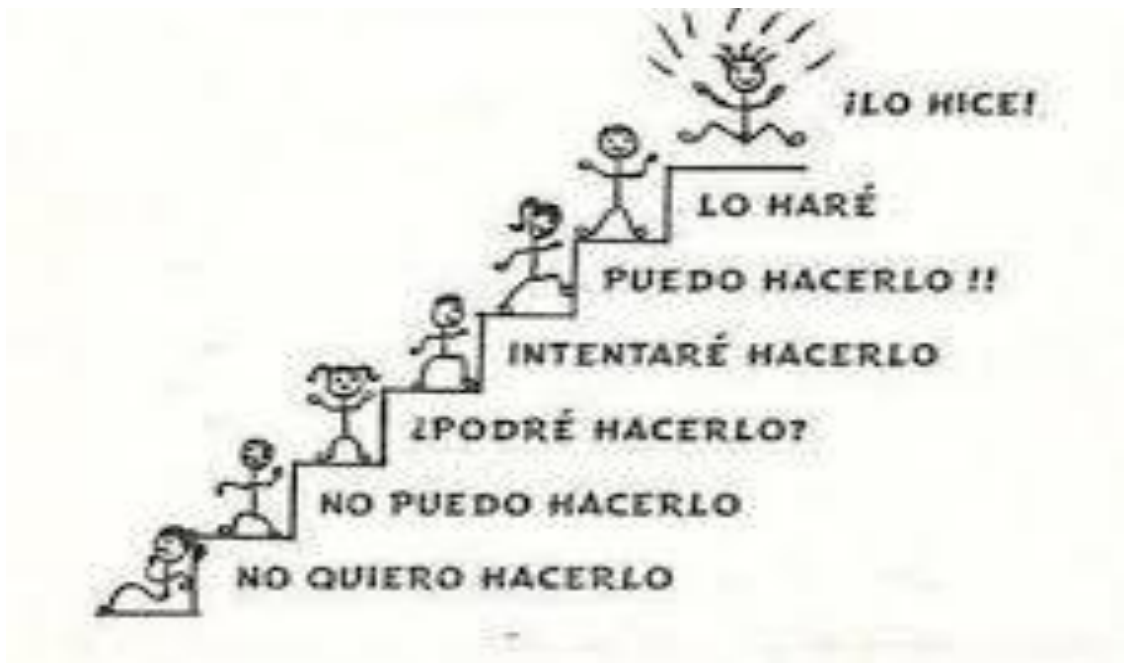 ¡LO HICE!
LO HARÉ
PUEDO HACERLO !!
INTENTARÉ HACERLO
¿PODRÉ HACERLO?
NO PUEDO HACERLO
NO QUIERO HACERLO